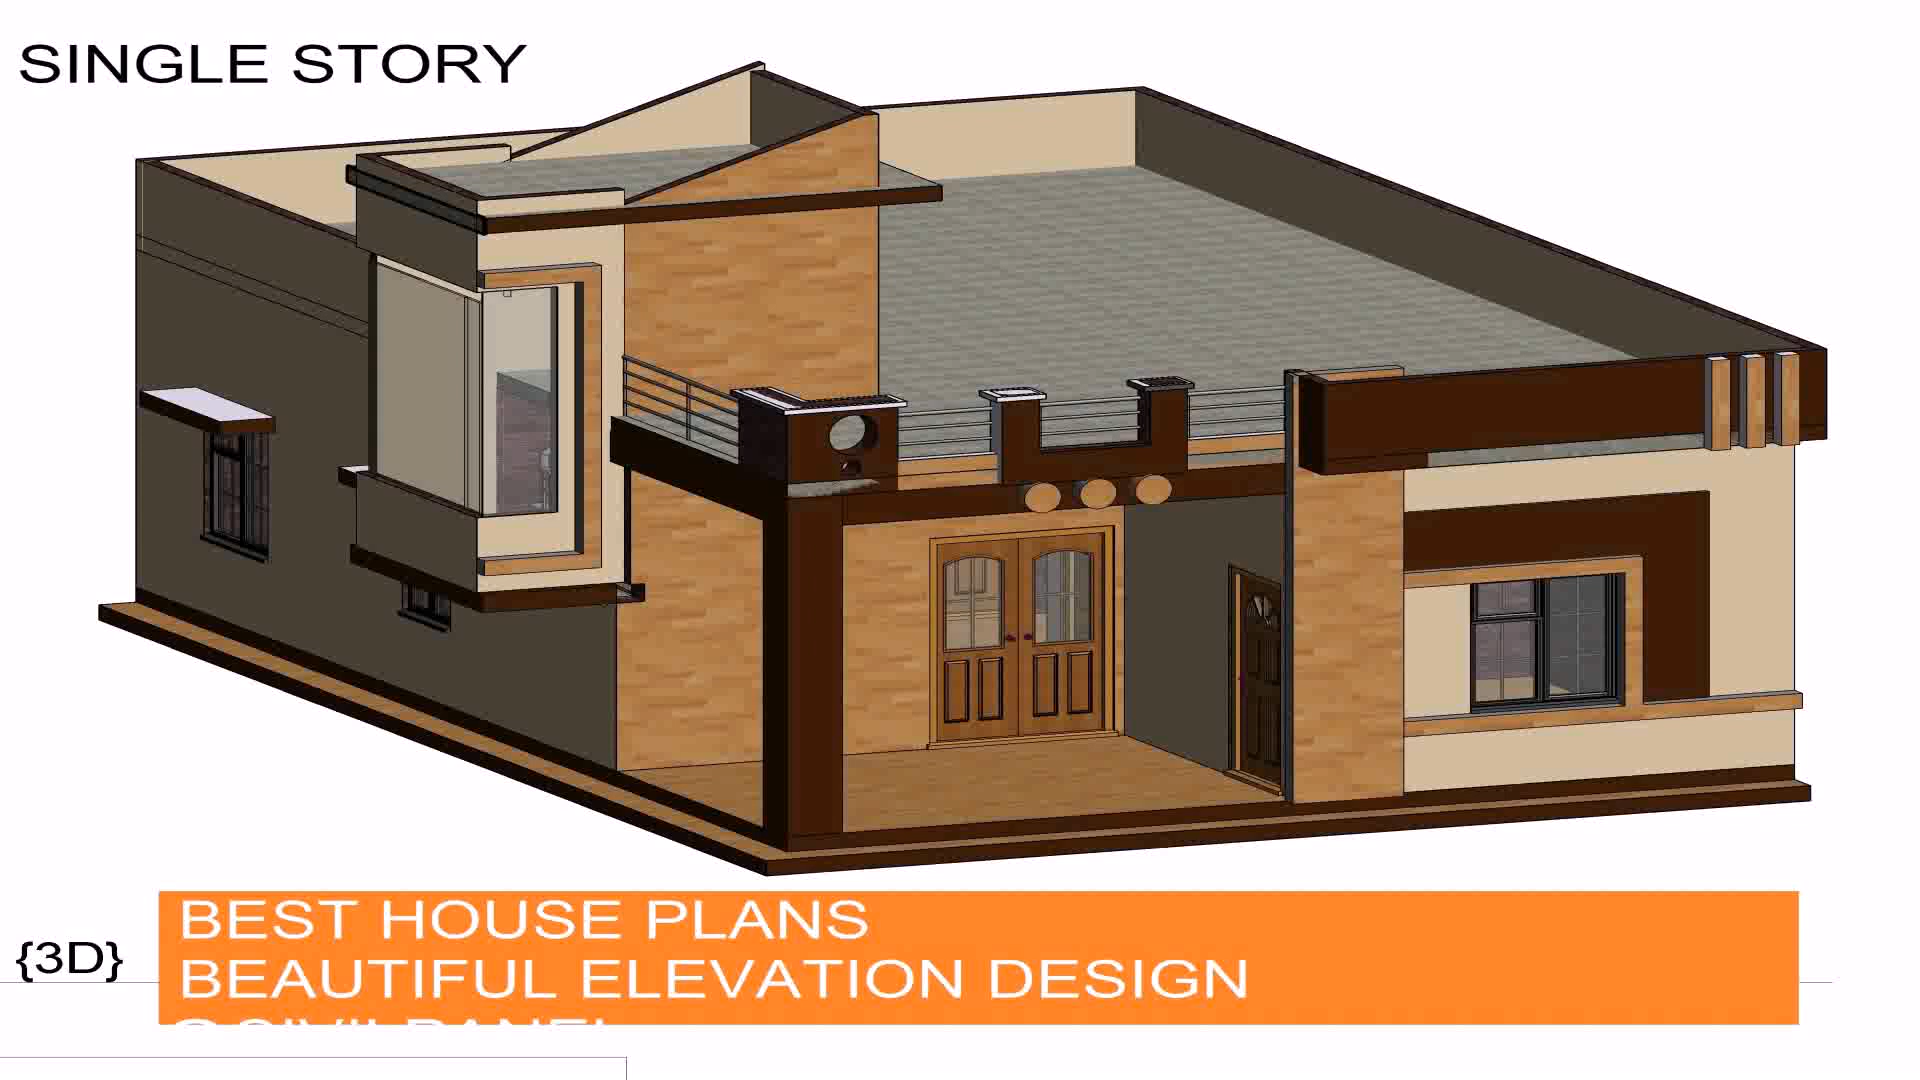 SINGLE STORY
BEST HOUSE PLANS
{3D}
BEAUTIFUL ELEVATION DESIGN